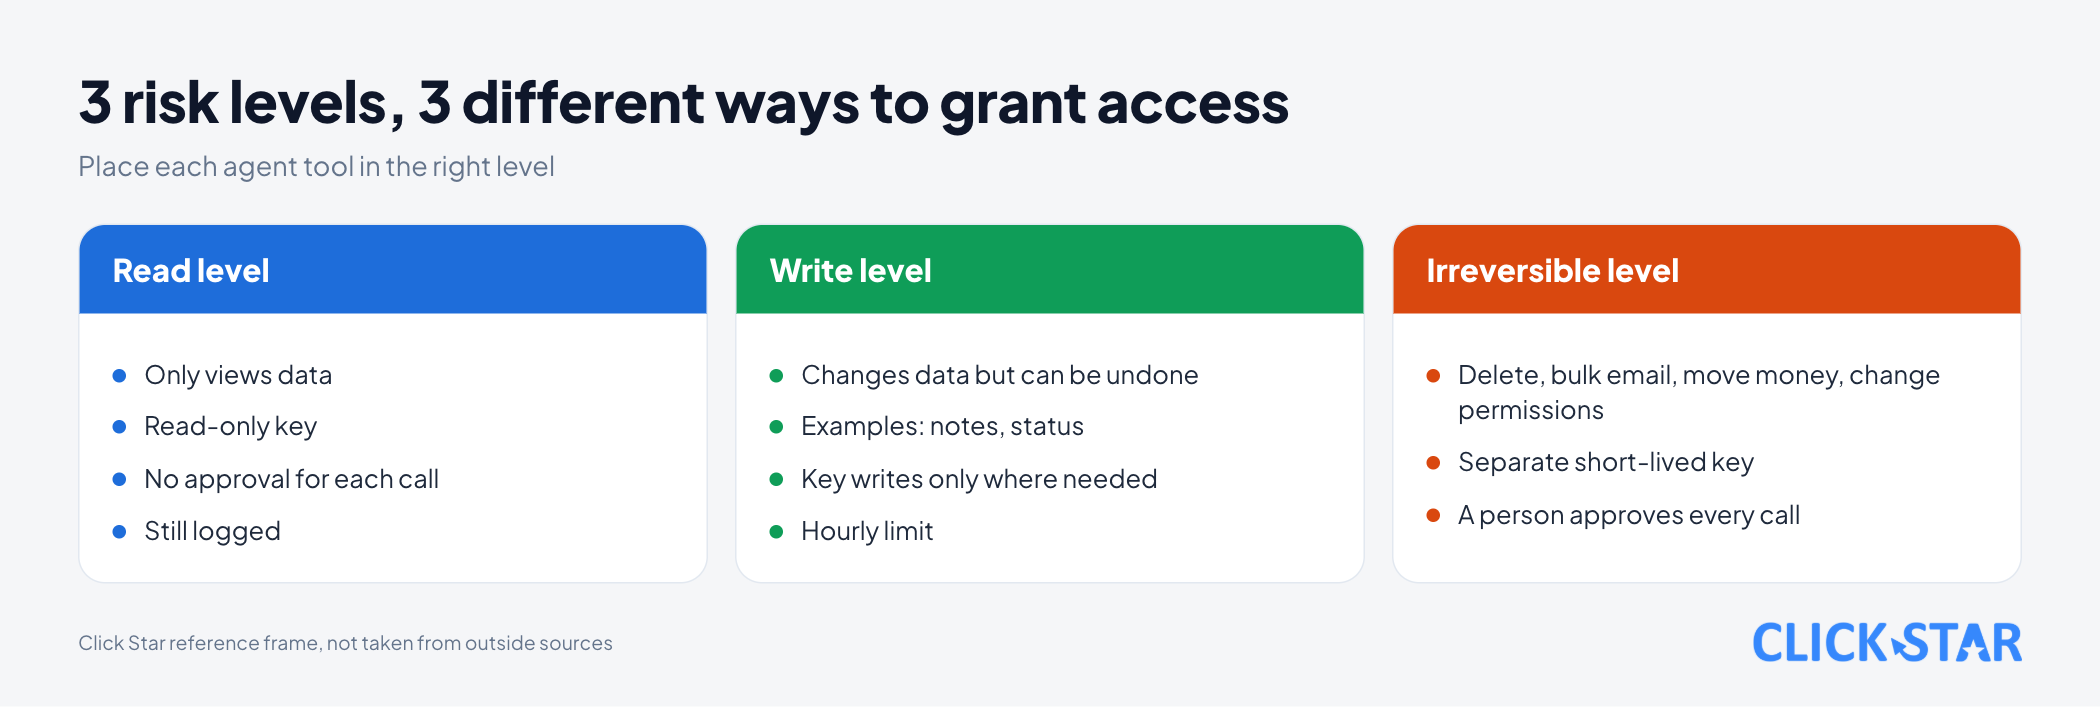 3 risk levels, 3 different ways to grant access
Place each agent tool in the right level
Read level
Only views data
Read-only key
No approval for each call
Still logged
Write level
Changes data but can be undone
Examples: notes, status
Key writes only where needed
Hourly limit
Irreversible level
Delete, bulk email, move money, change
permissions
Separate short-lived key
A person approves every call
Click Star reference frame, not taken from outside sources
CLICK STAR